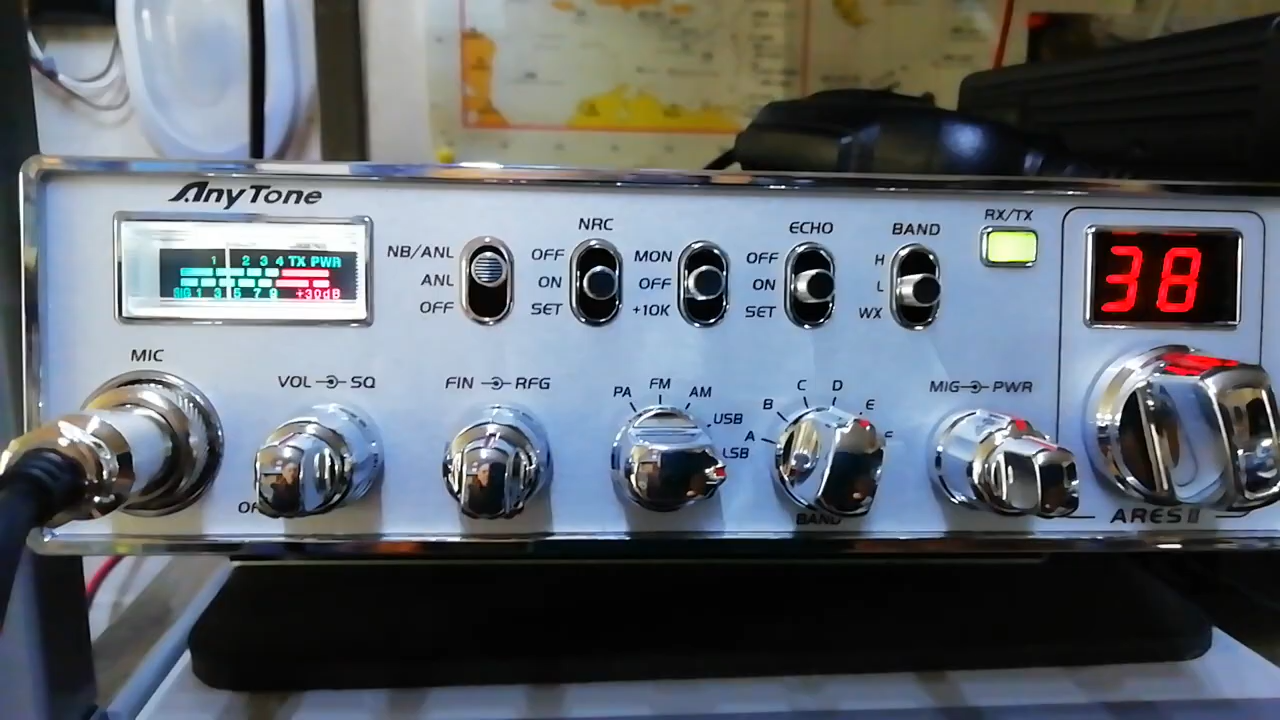 AnyTone
1 2 3 4 TX PWR
SIG 1 3 5 7 9 +30dB
NB/ANL
ANL
OFF
NRC
OFF
ON
SET
MON
OFF
+10K
ECHO
OFF
ON
SET
BAND
H
L
WX
RX/TX
38
MIC
VOL SQ
FIN RFG
PA
FM
AM
USB
LSB
A
B
C
D
E
BAND
MIG PWR
ARES II